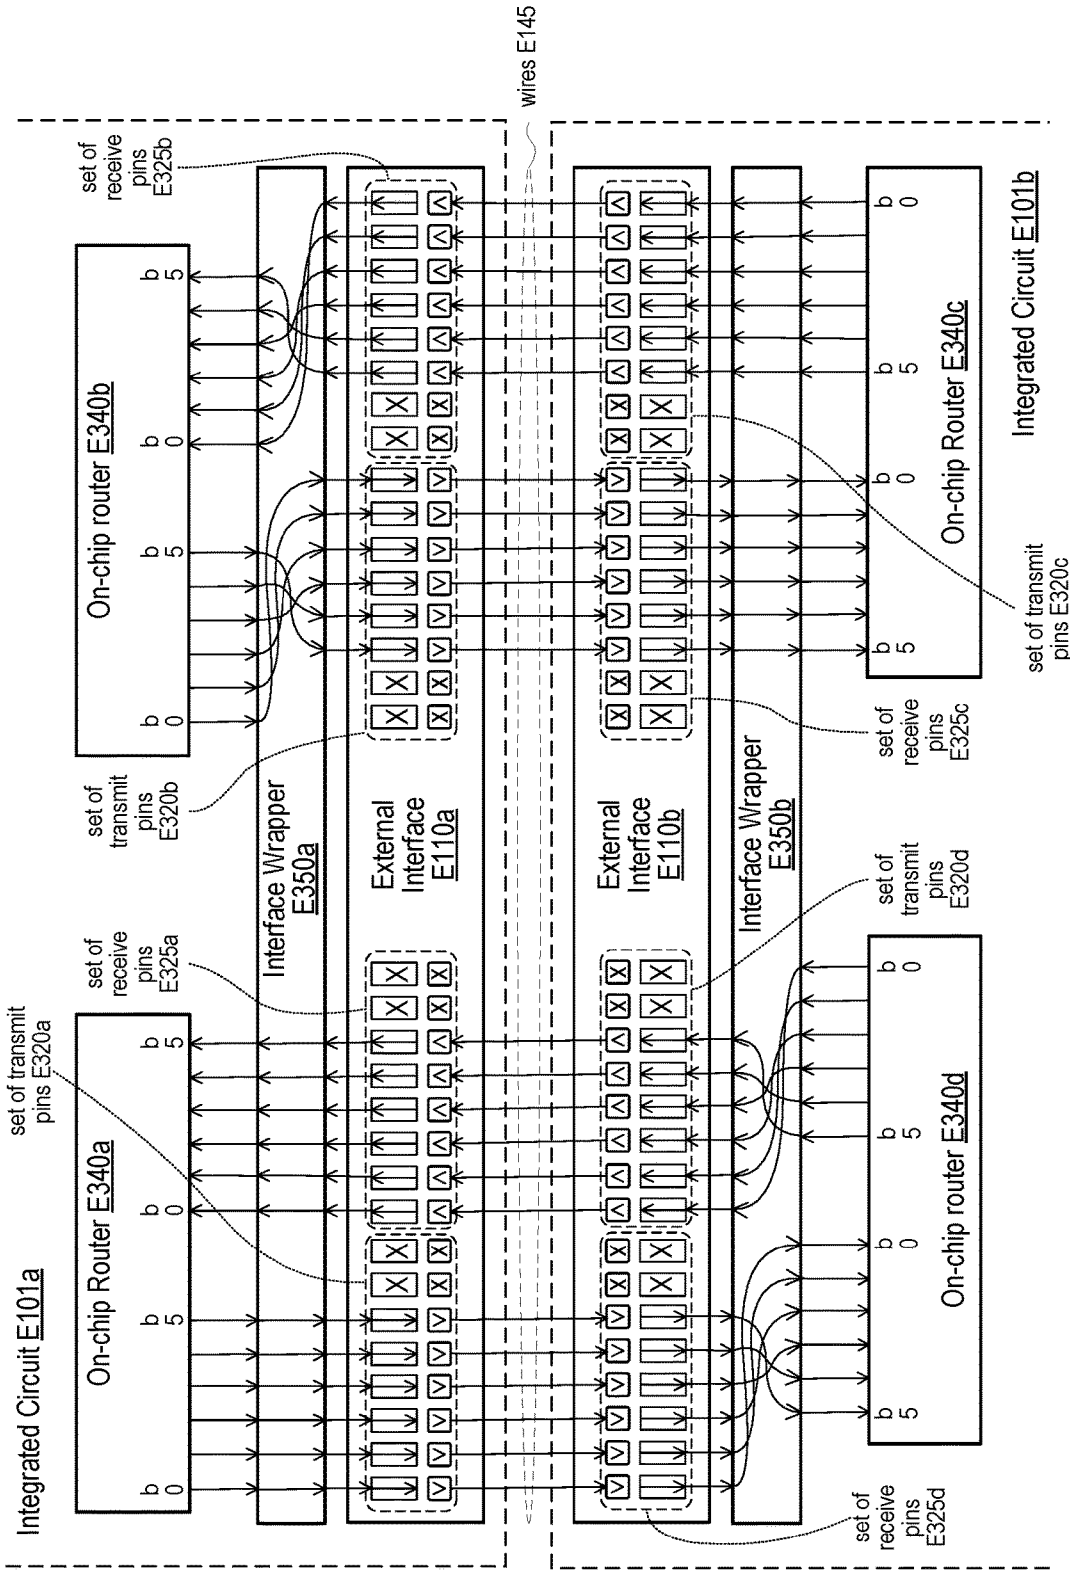 Integrated Circuit E101a
On-chip Router E340a
b
0
b
5
b
0
b
5
set of transmit
pins E320a
set of
receive
pins
E325a
On-chip router E340b
b
0
b
5
b
0
b
5
set of
transmit
pins
E320b
set of
receive
pins
E325b
Interface Wrapper
E350a
External
Interface
E110a
X X X X X X X X
X X X X X X X X
wires E145
External
Interface
E110b
X X X X X X X X
X X X X X X X X
Interface Wrapper
E350b
set of
receive
pins
E325d
set of
transmit
pins
E320d
b
5
b
0
b
5
b
0
On-chip router E340d
set of
receive
pins
E325c
set of transmit
pins E320c
b
5
b
0
b
5
b
0
On-chip Router E340c
Integrated Circuit E101b